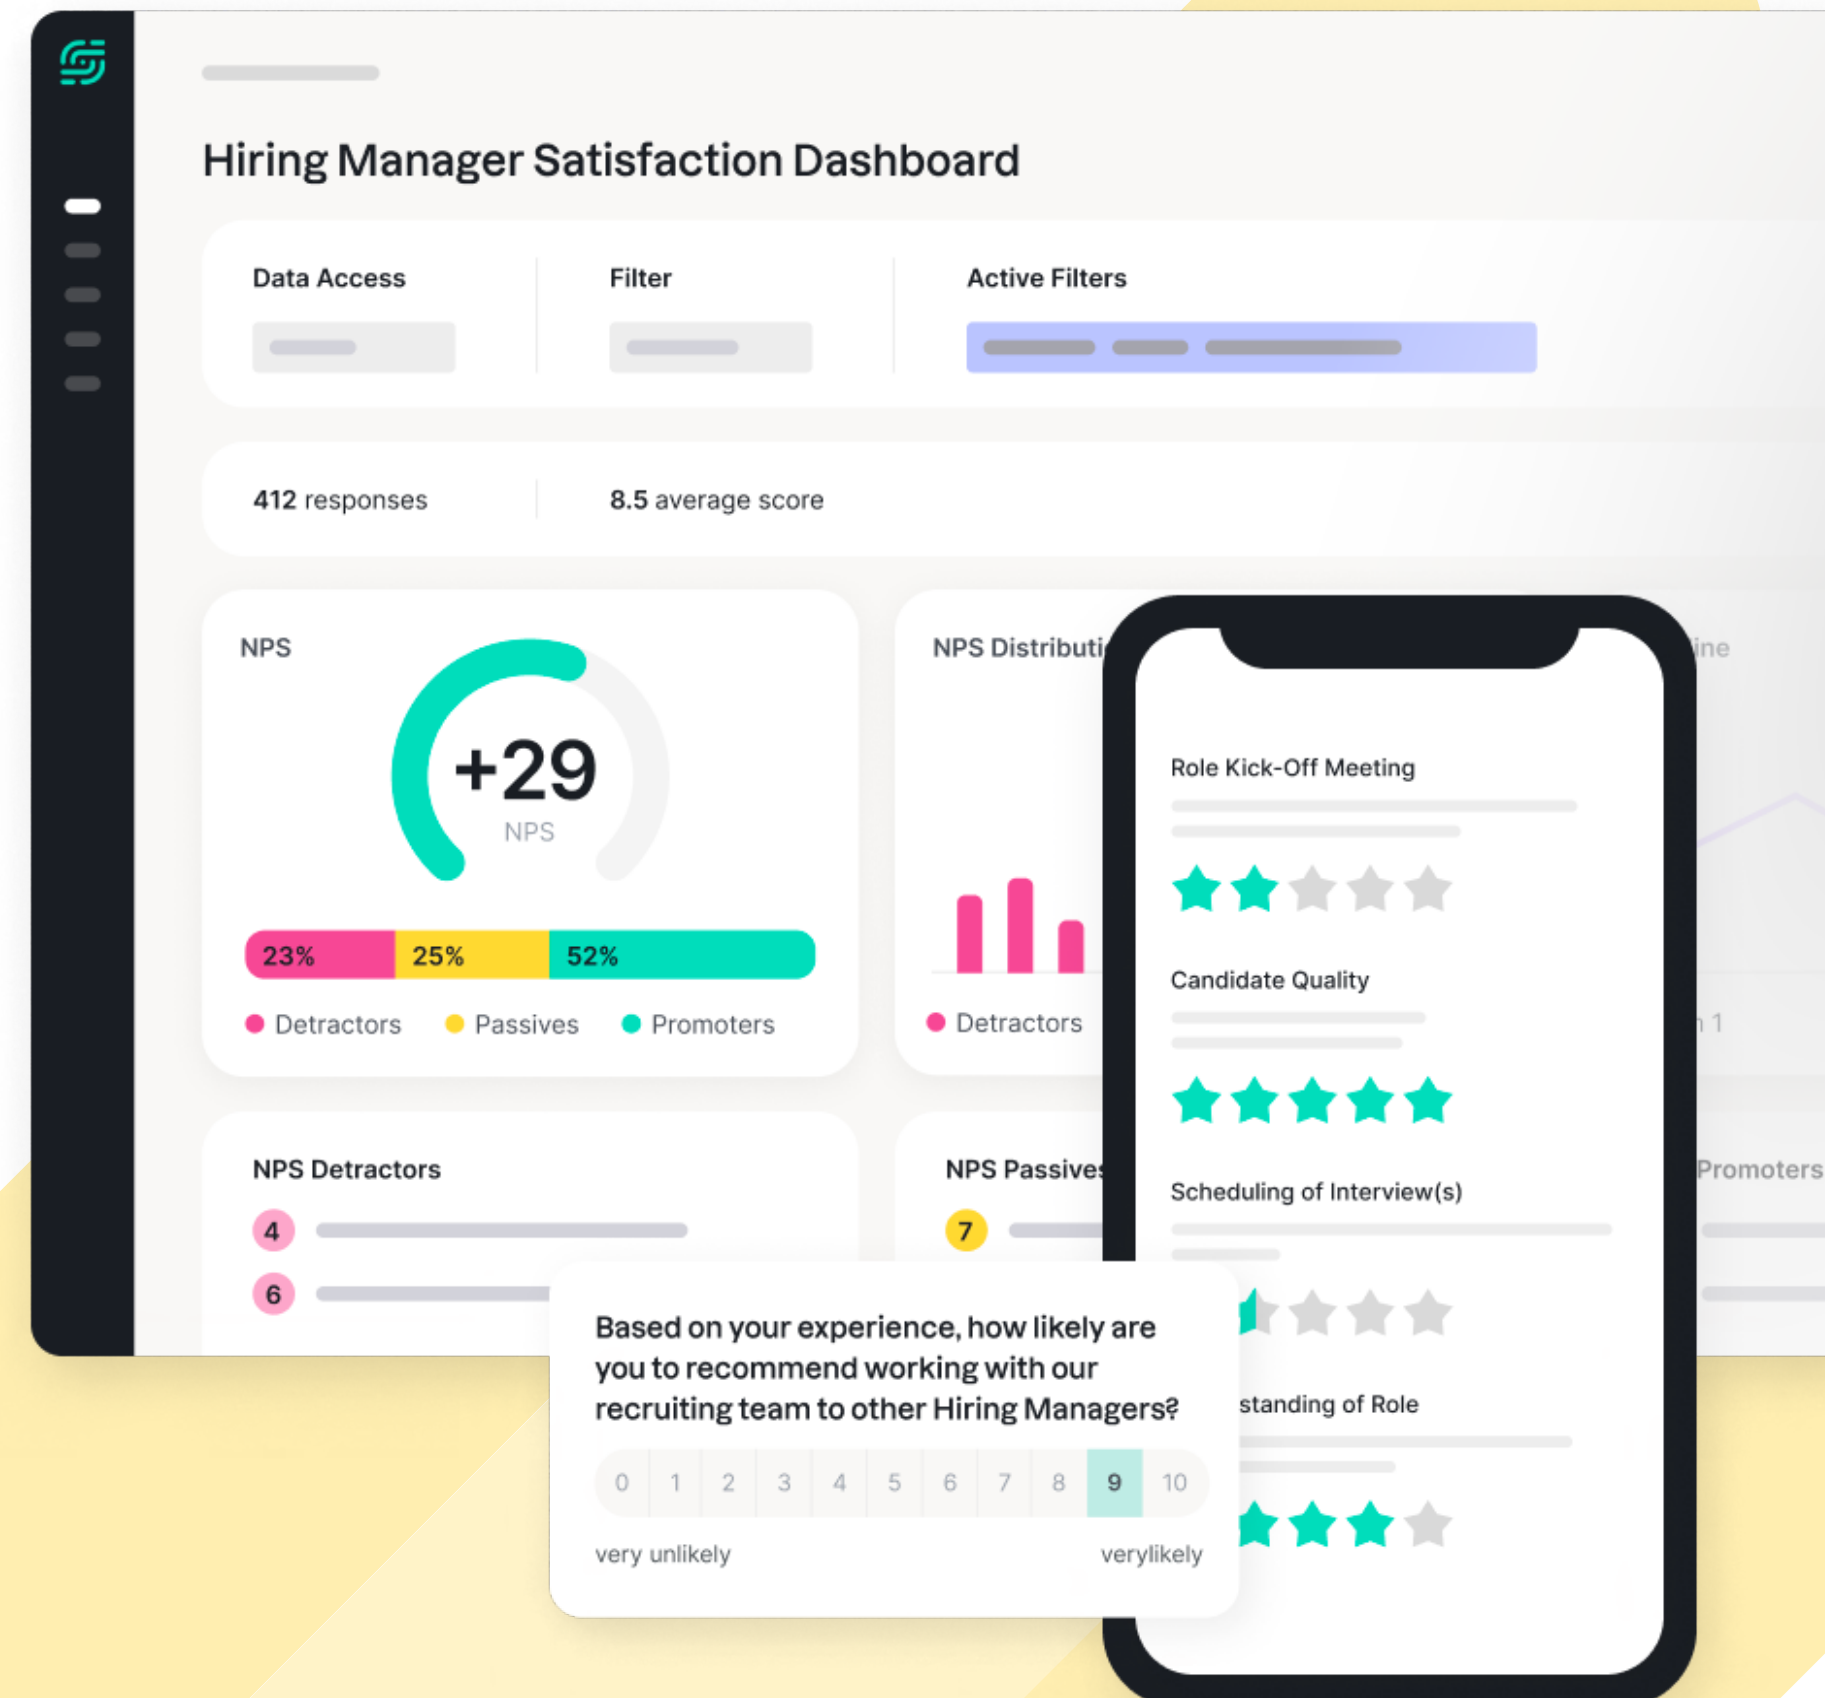 Hiring Manager Satisfaction Dashboard
Data Access
Filter
Active Filters
412 responses
8.5 average score
NPS
+29
NPS
23%
25%
52%
Detractors
Passives
Promoters
NPS
Detractors
NPS Detractors
4
6
NPS Passives
7
Promoters
Role Kick-Off Meeting
Candidate Quality
Scheduling of Interview(s)
of Role
Based on your experience, how likely are
you to recommend working with our
recruiting team to other Hiring Managers?
0 1 2 3 4 5 6 7 8 9 10
very unlikely
verylikely